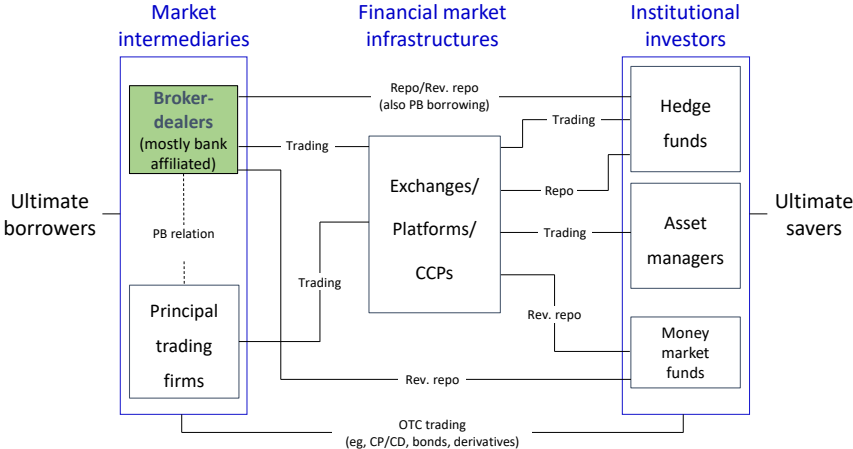 Market
intermediaries
Financial market
infrastructures
Institutional
investors
Broker-
dealers
(mostly bank
affiliated)
Repo/Rev. repo
(also PB borrowing)
Hedge
funds
Trading
Trading
Exchanges/
Platforms/
CCPs
Repo
Ultimate
borrowers
PB relation
Trading
Asset
managers
Ultimate
savers
Trading
Principal
trading
firms
Rev. repo
Money
market
funds
Rev. repo
OTC trading
(eg, CP/CD, bonds, derivatives)